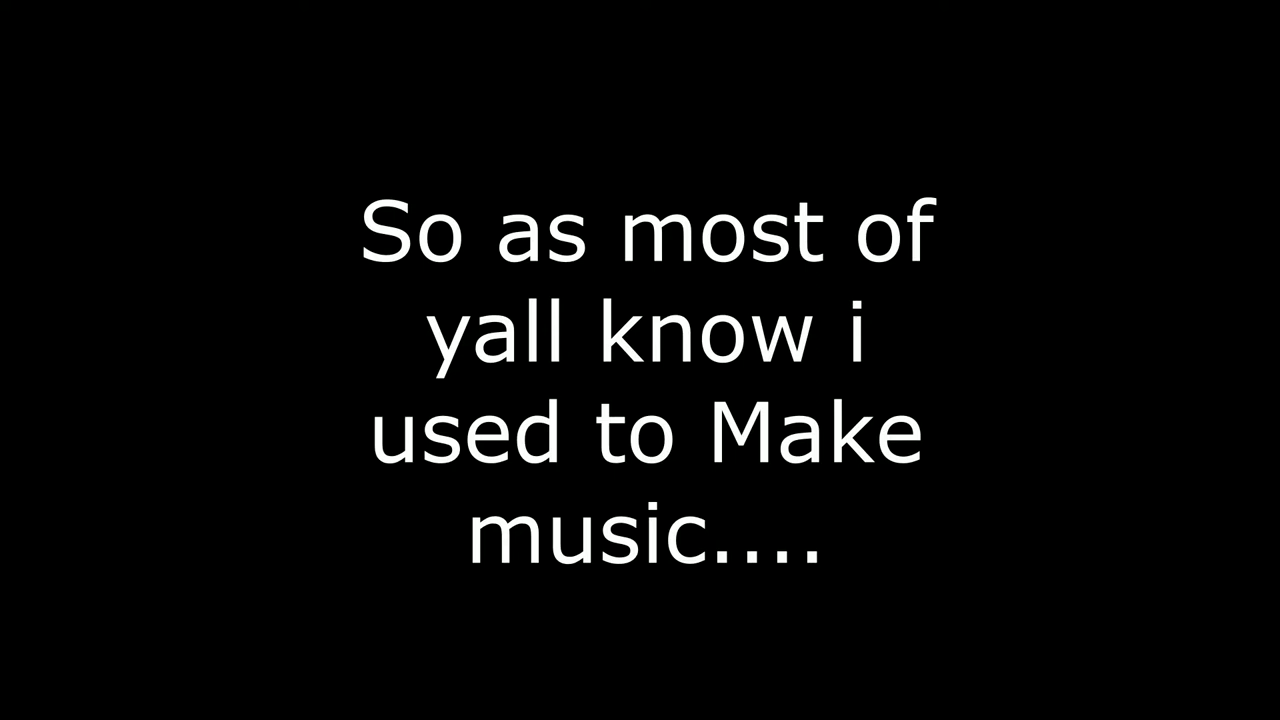 So as most of
yall know i
used to Make
music....